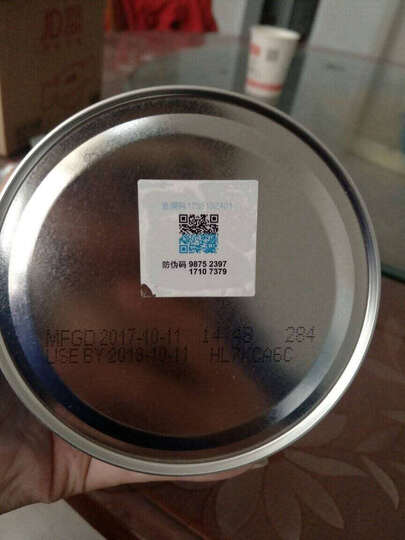 防伪码 9875 2397
1710 7379
MFGD 2017-10-11 14:48 284
USE BY 2019-10-11 HL7KCA6C